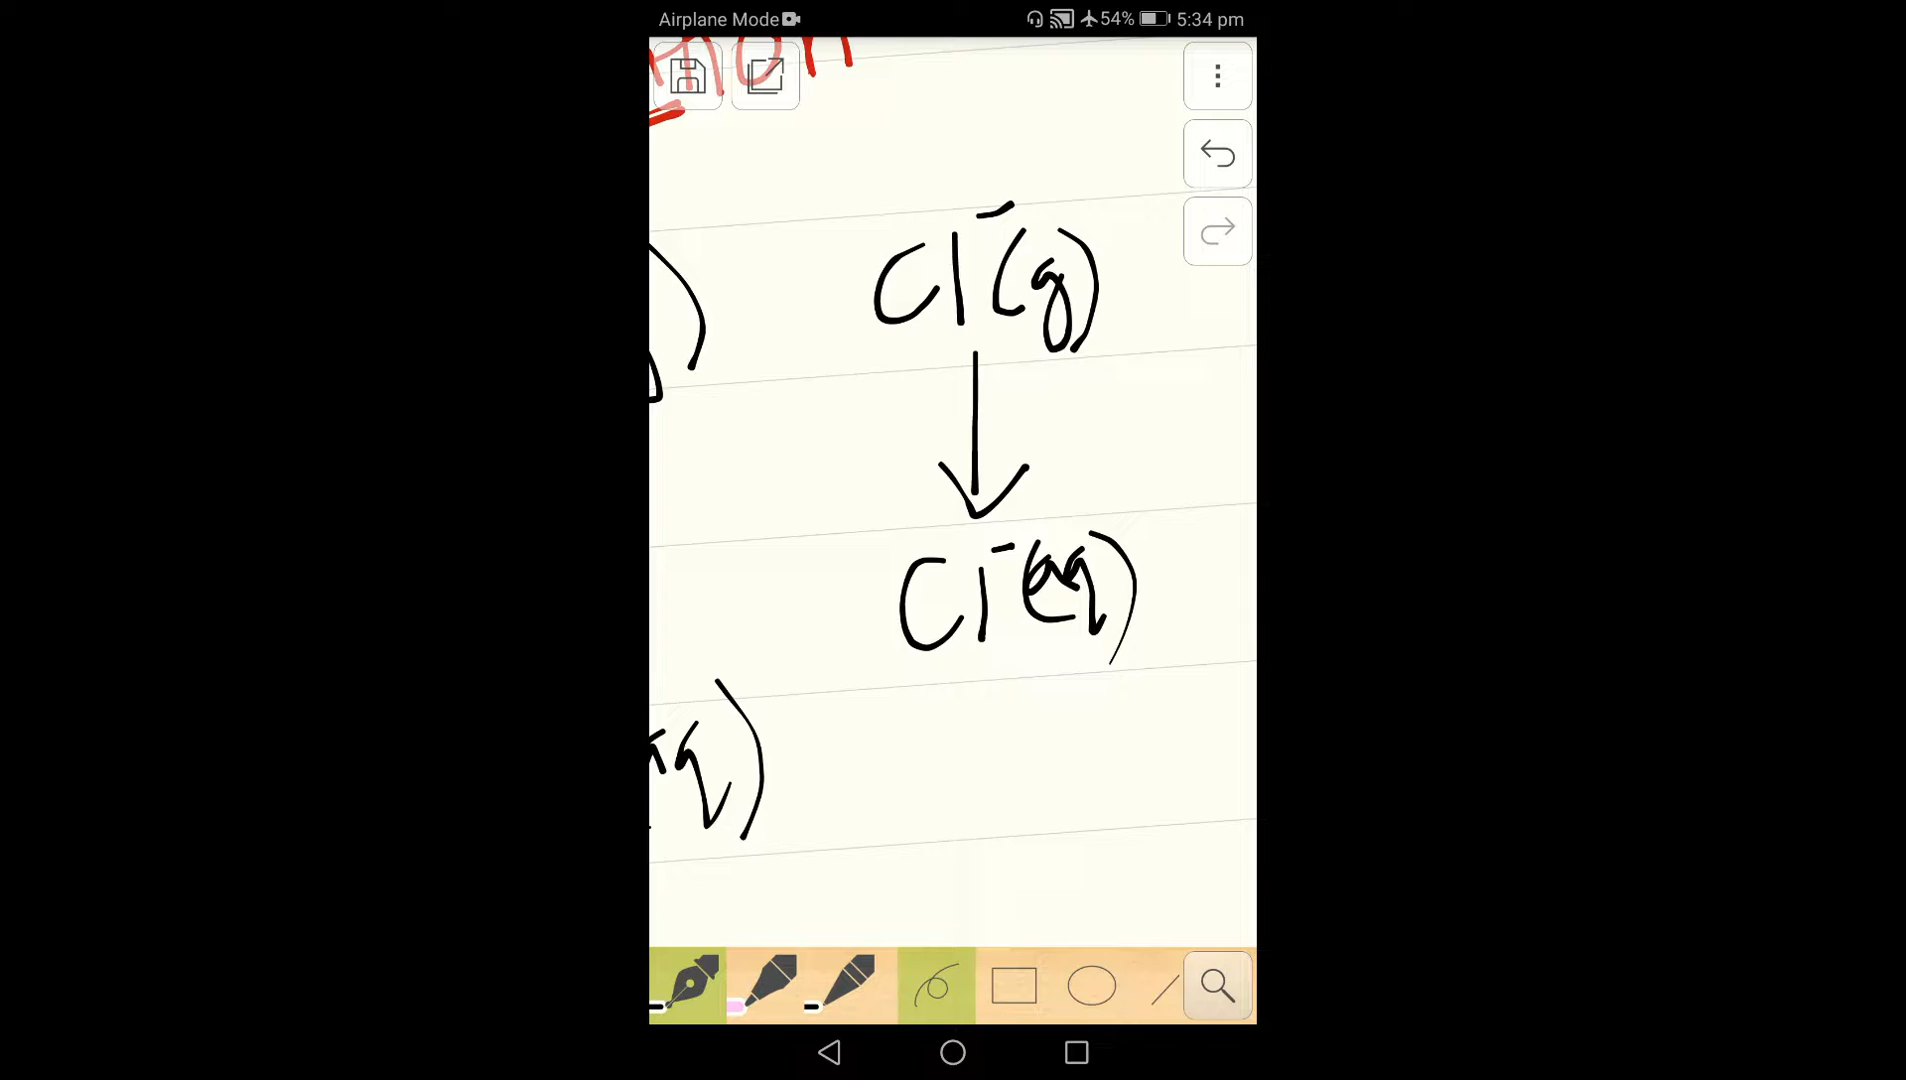 Airplane Mode 54% 5:34 pm
Cl⁻(g)
Cl⁻(aq)
q)